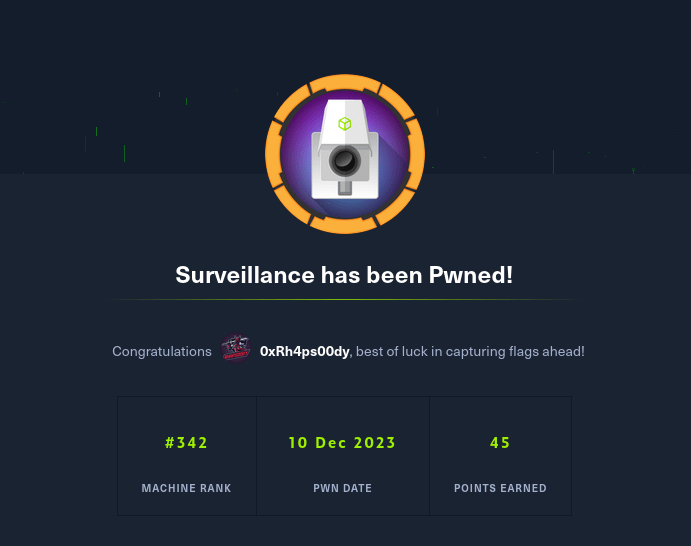 Surveillance has been Pwned!
Congratulations 0xRh4ps00dy, best of luck in capturing flags ahead!
#342 10 Dec 2023 45
MACHINE RANK PWN DATE POINTS EARNED